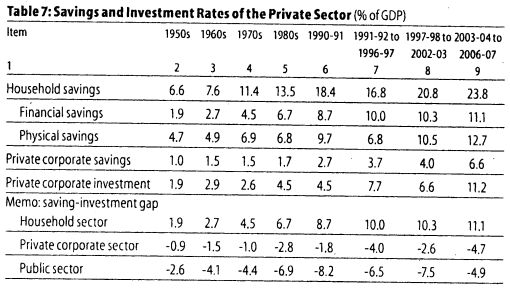 Table 7: Savings and Investment Rates of the Private Sector (% of GDP)
Item 1950s 1960s 1970s 1980s 1990-91 1991-92 to 1997-98 to 2003-04 to
1996-97 2002-03 2006-07
1 2 3 4 5 6 7 8 9
Household savings 6.6 7.6 11.4 13.5 18.4 16.8 20.8 23.8
Financial savings 1.9 2.7 4.5 6.7 8.7 10.0 10.3 11.1
Physical savings 4.7 4.9 6.9 6.8 9.7 6.8 10.5 12.7
Private corporate savings 1.0 1.5 1.5 1.7 2.7 3.7 4.0 6.6
Private corporate investment 1.9 2.9 2.6 4.5 4.5 7.7 6.6 11.2
Memo: saving-investment gap
Household sector 1.9 2.7 4.5 6.7 8.7 10.0 10.3 11.1
Private corporate sector -0.9 -1.5 -1.0 -2.8 -1.8 -4.0 -2.6 -4.7
Public sector -2.6 -4.1 -4.4 -6.9 -8.2 -6.5 -7.5 -4.9